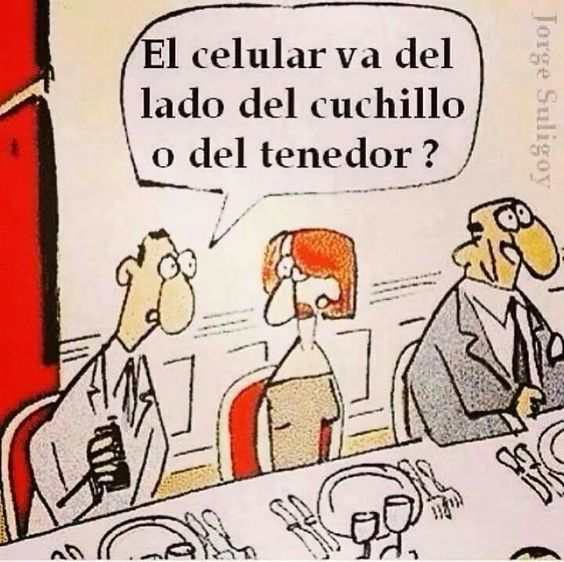 El celular va del
lado del cuchillo
o del tenedor ?
Jorge Suligoy